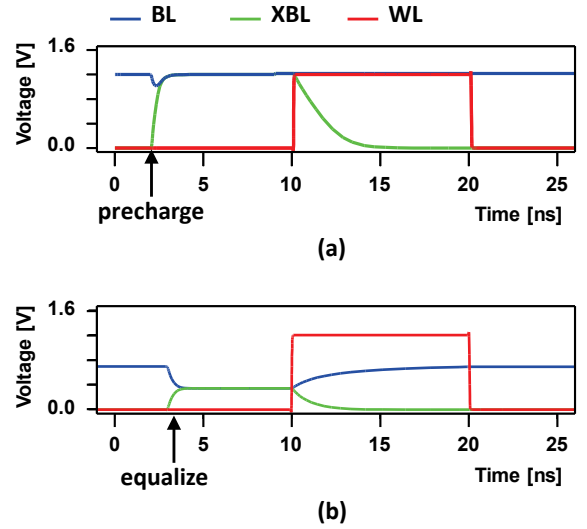 BL XBL WL
Voltage [V]
1.6
0.0
0 5 10 15 20 25
precharge
Time [ns]
(a)
Voltage [V]
1.6
0.0
0 5 10 15 20 25
equalize
Time [ns]
(b)